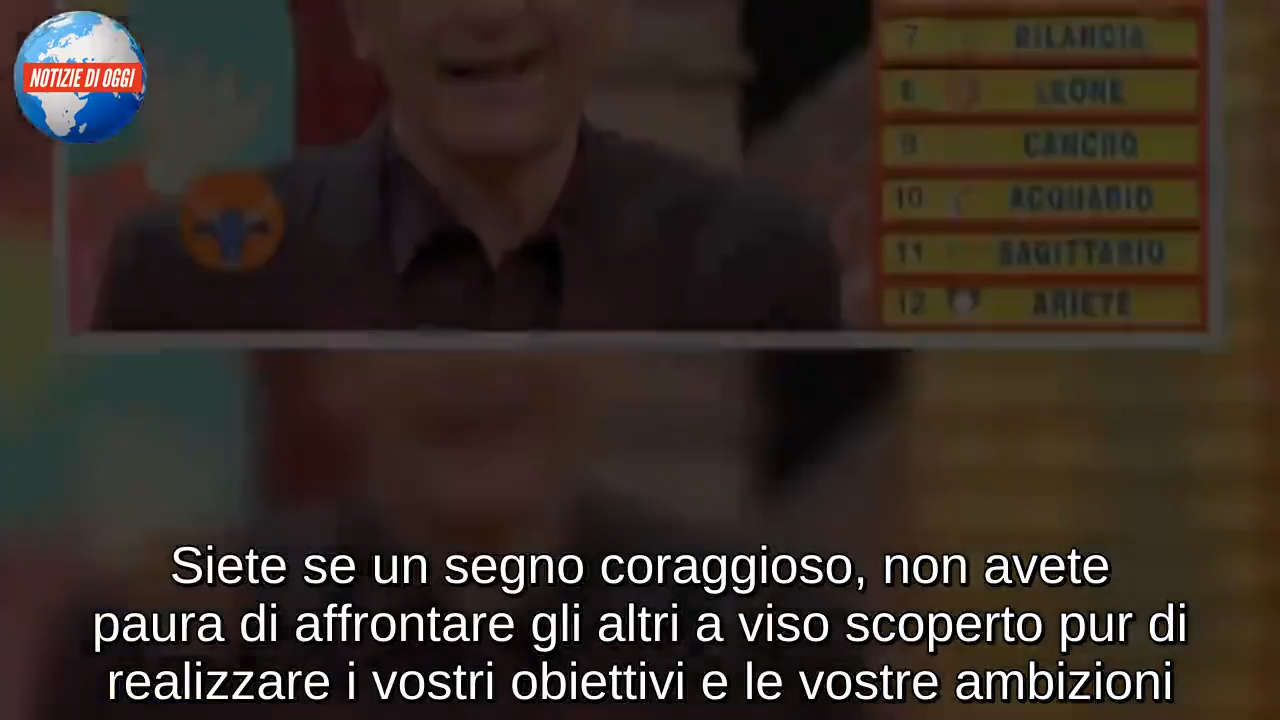 NOTIZIE DI OGGI
7 BILANCIA
8 LEONE
9 CANCRO
10 ACQUARIO
11 SAGITTARIO
12 ARIETE
Siete se un segno coraggioso, non avete
paura di affrontare gli altri a viso scoperto pur di
realizzare i vostri obiettivi e le vostre ambizioni